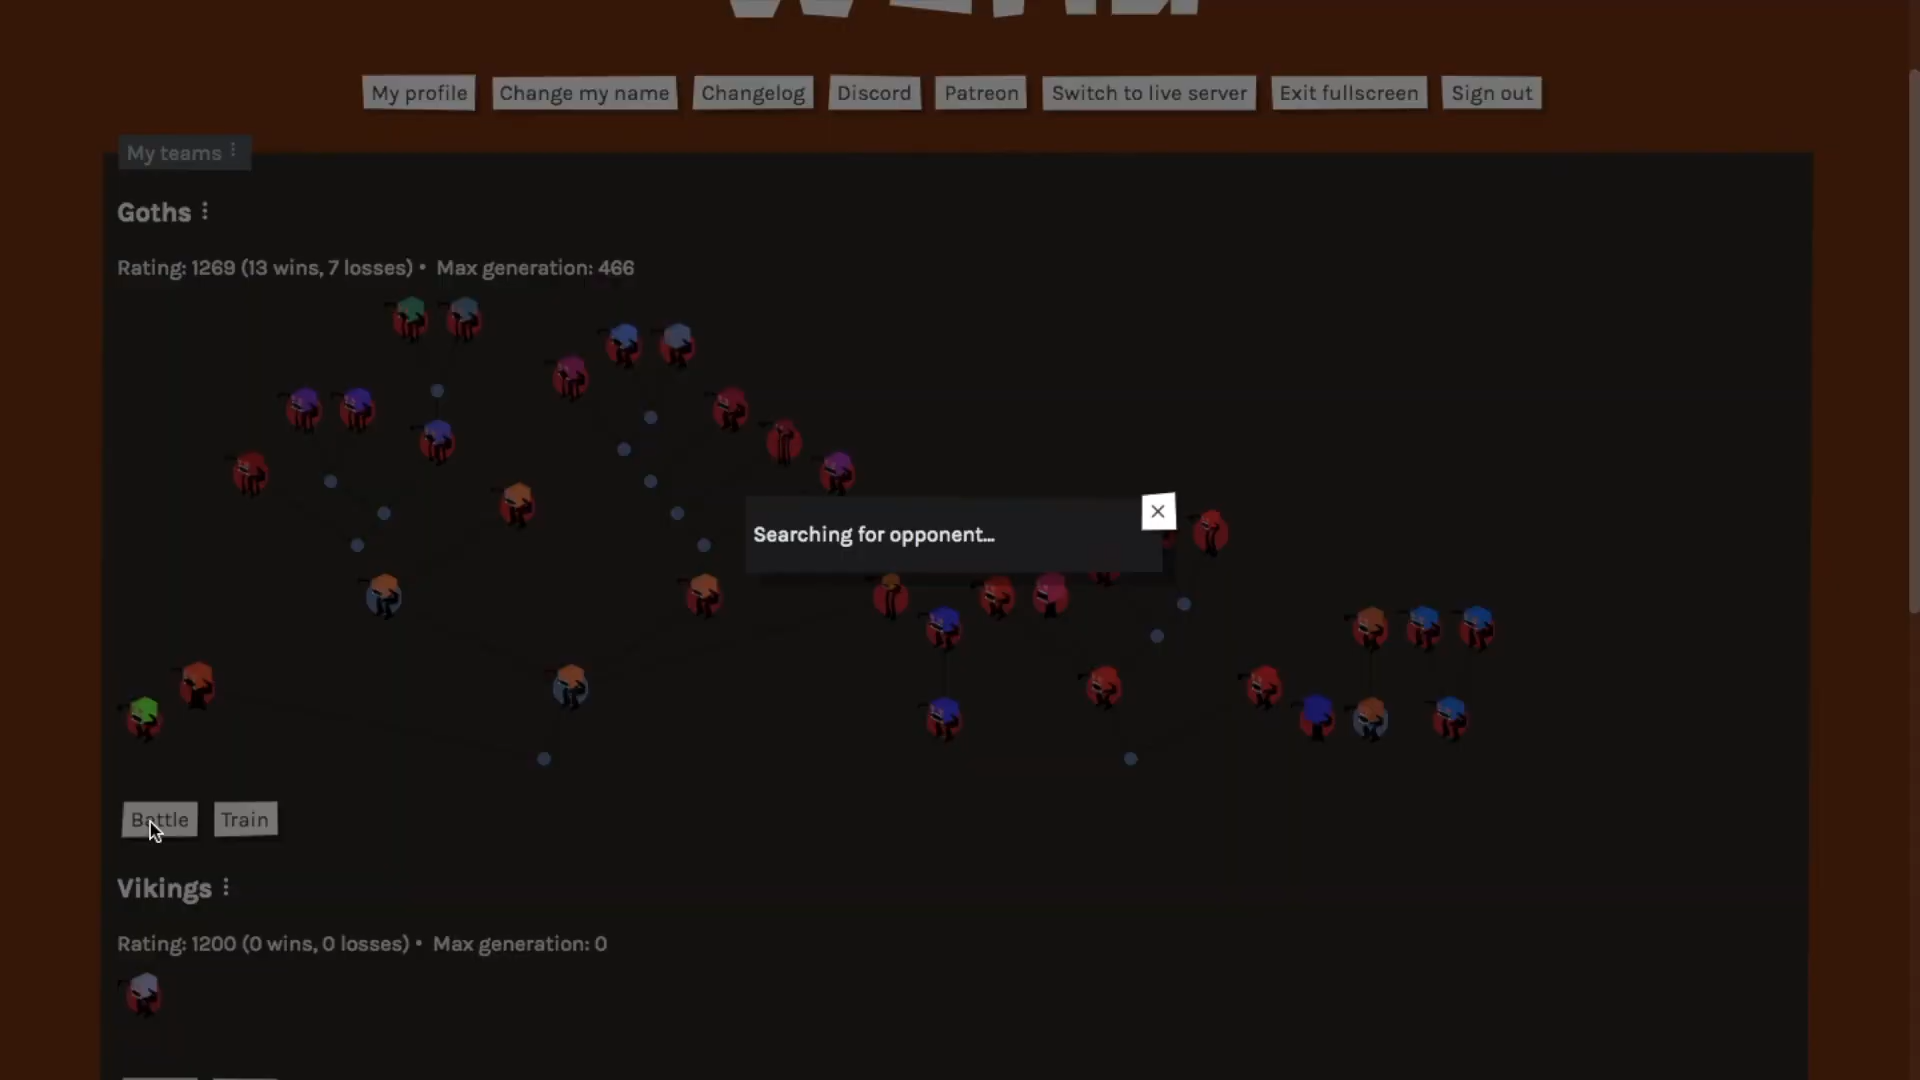 My profile
Change my name
Changelog
Discord
Patreon
Switch to live server
Exit fullscreen
Sign out
My teams
Goths
Rating: 1269 (13 wins, 7 losses) • Max generation: 466
Searching for opponent...
Battle
Train
Vikings
Rating: 1200 (0 wins, 0 losses) • Max generation: 0